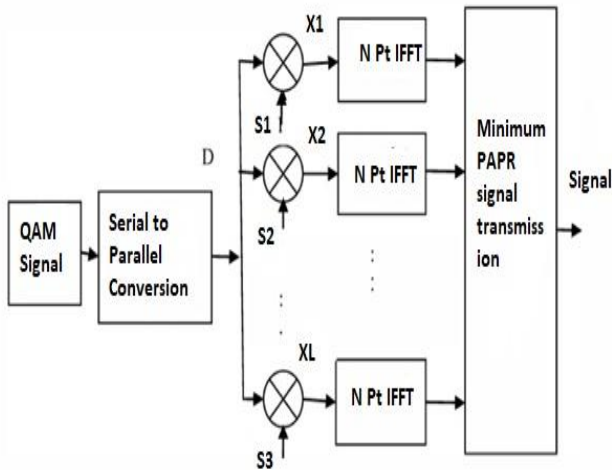 X1
N Pt IFFT
S1
D
X2
N Pt IFFT
S2
QAM
Signal
Serial to
Parallel
Conversion
XL
N Pt IFFT
S3
Minimum
PAPR
signal
transmiss
ion
Signal